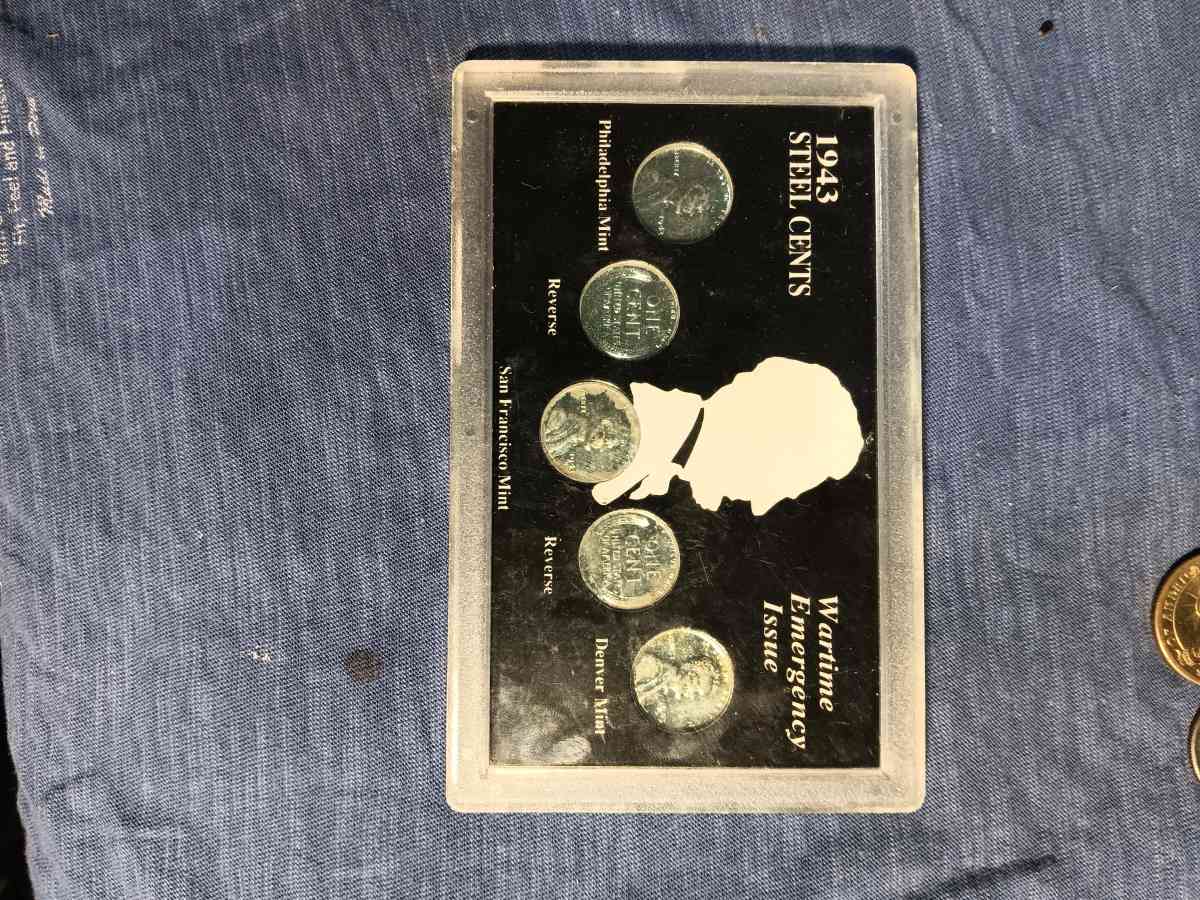 1943
STEEL CENTS
Wartime
Emergency
Issue
Philadelphia Mint
Reverse
San Francisco Mint
Reverse
Denver Mint
ONE
CENT
ONE
CENT